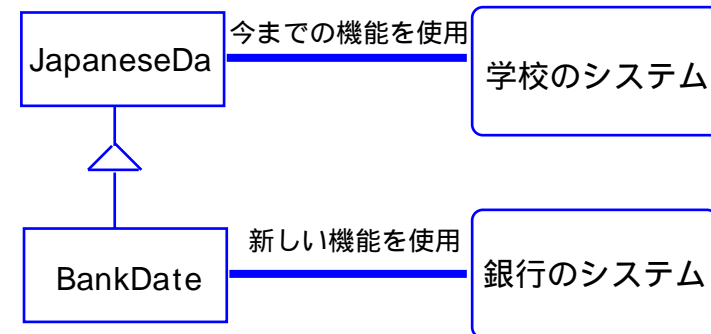 今までの機能を使用
JapaneseDa
学校のシステム
新しい機能を使用
BankDate
銀行のシステム